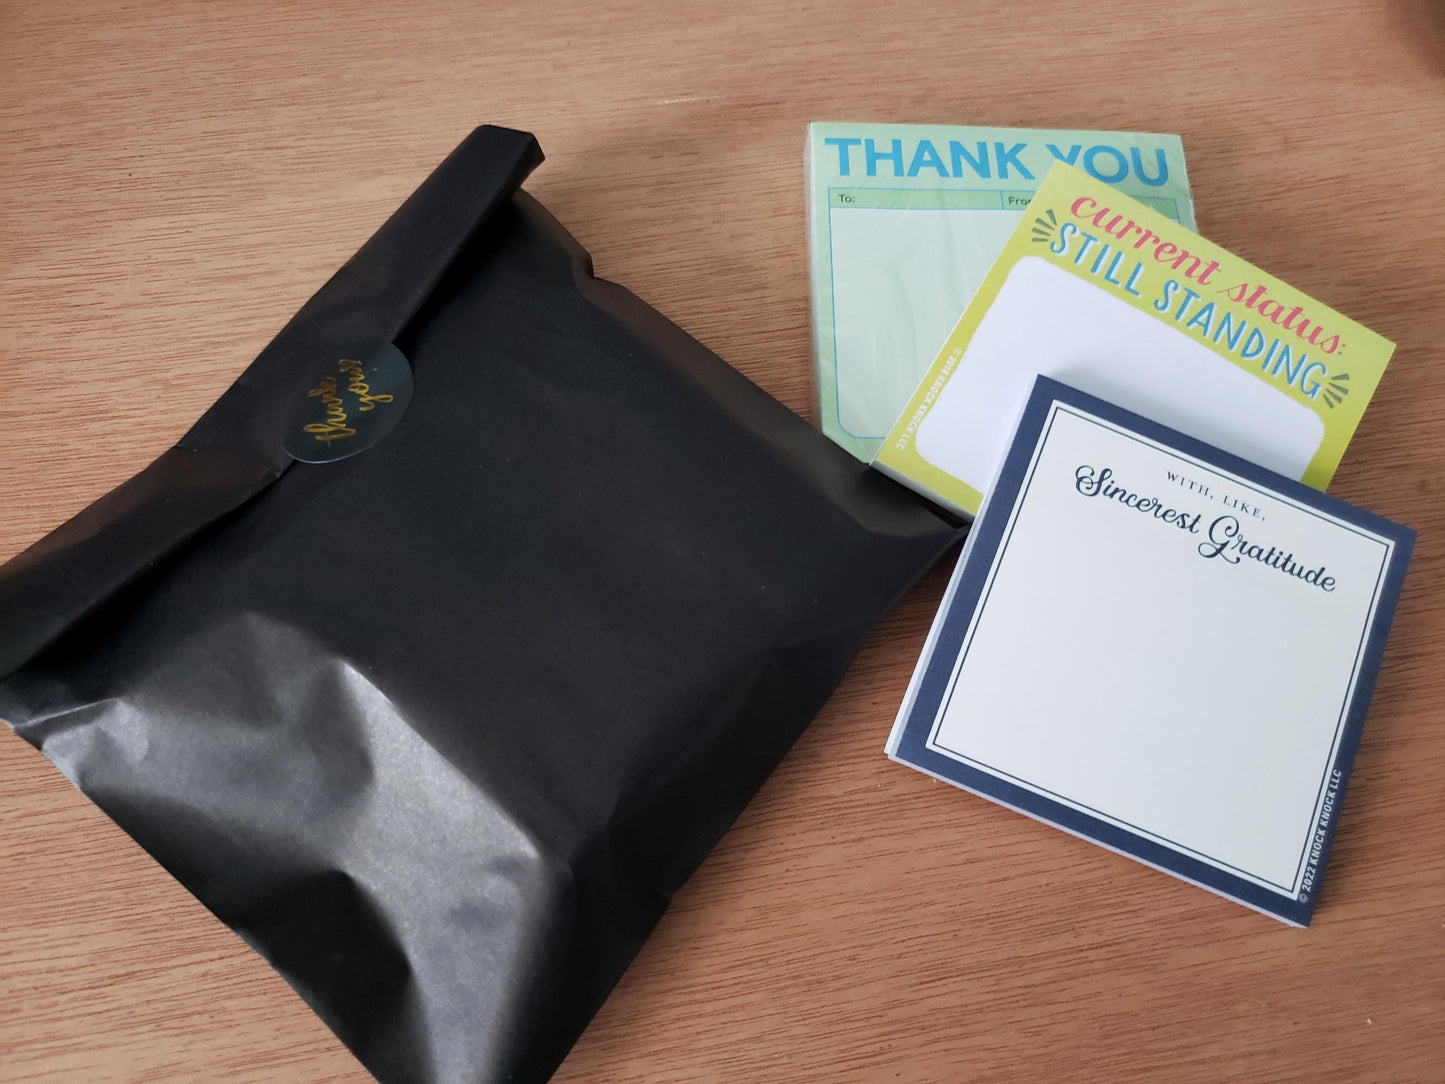 thank
you
THANK YOU
To:
From
current status:
STILL STANDING
© 2018 KNOCK KNOCK LLC
WITH, LIKE,
Sincerest Gratitude
© 2022 KNOCK KNOCK LLC